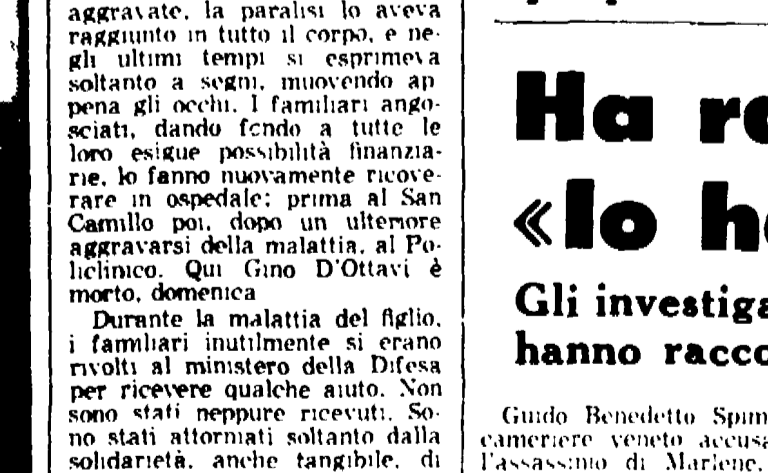 aggravate, la paralisi lo aveva
raggiunto in tutto il corpo, e ne-
gli ultimi tempi si esprimeva
soltanto a segni, muovendo ap
pena gli occhi. I familiari ango-
sciati, dando fondo a tutte le
loro esigue possibilità finanzia-
rie, lo fanno nuovamente ricove-
rare in ospedale: prima al San
Camillo poi, dopo un ulteriore
aggravarsi della malattia, al Po-
liclinico. Qui Gino D'Ottavi è
morto, domenica
Durante la malattia del figlio,
i familiari inutilmente si erano
rivolti al ministero della Difesa
per ricevere qualche aiuto. Non
sono stati neppure ricevuti. So-
no stati attorniati soltanto dalla
solidarietà, anche tangibile, di
Ha
«Io
Gli
hanno
Guido Benedetto
cameriere veneto
l'assassinio di Marlene,